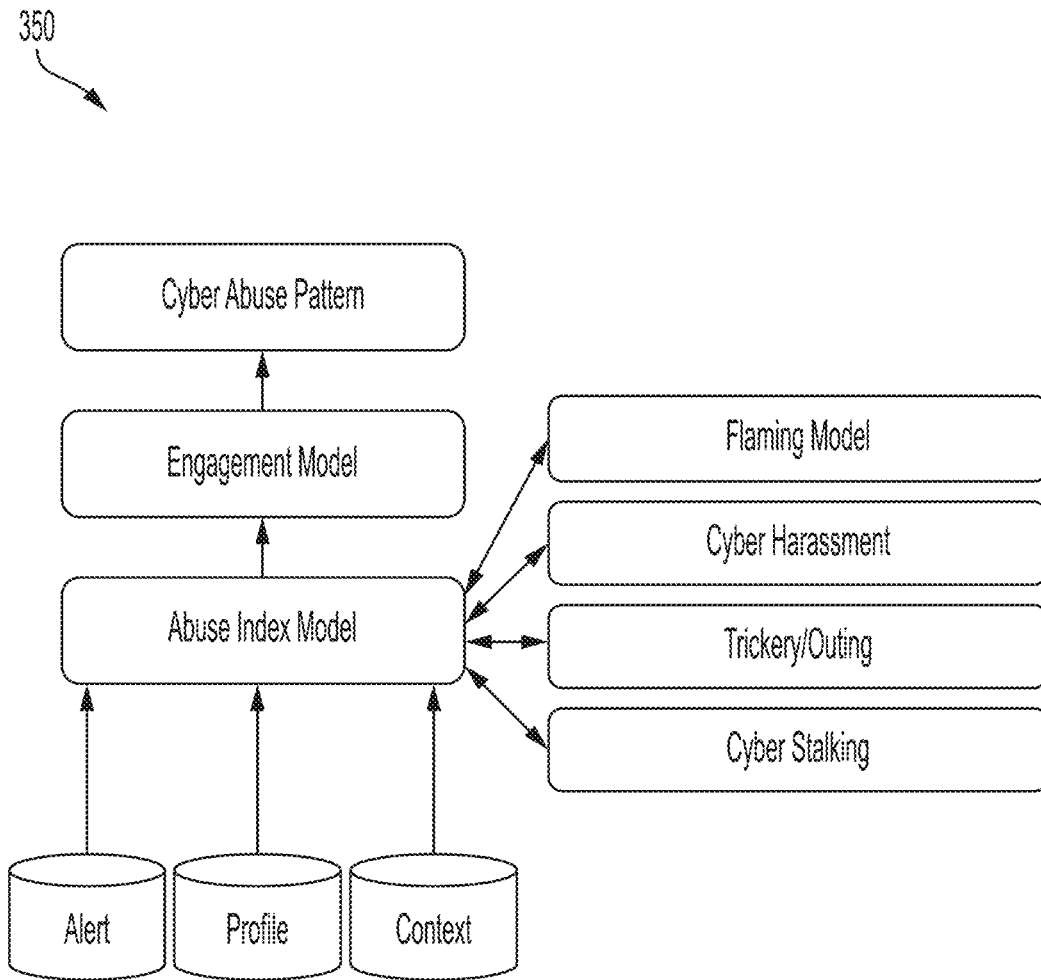 350
Cyber Abuse Pattern
Engagement Model
Abuse Index Model
Flaming Model
Cyber Harassment
Trickery/Outing
Cyber Stalking
Alert
Profile
Context